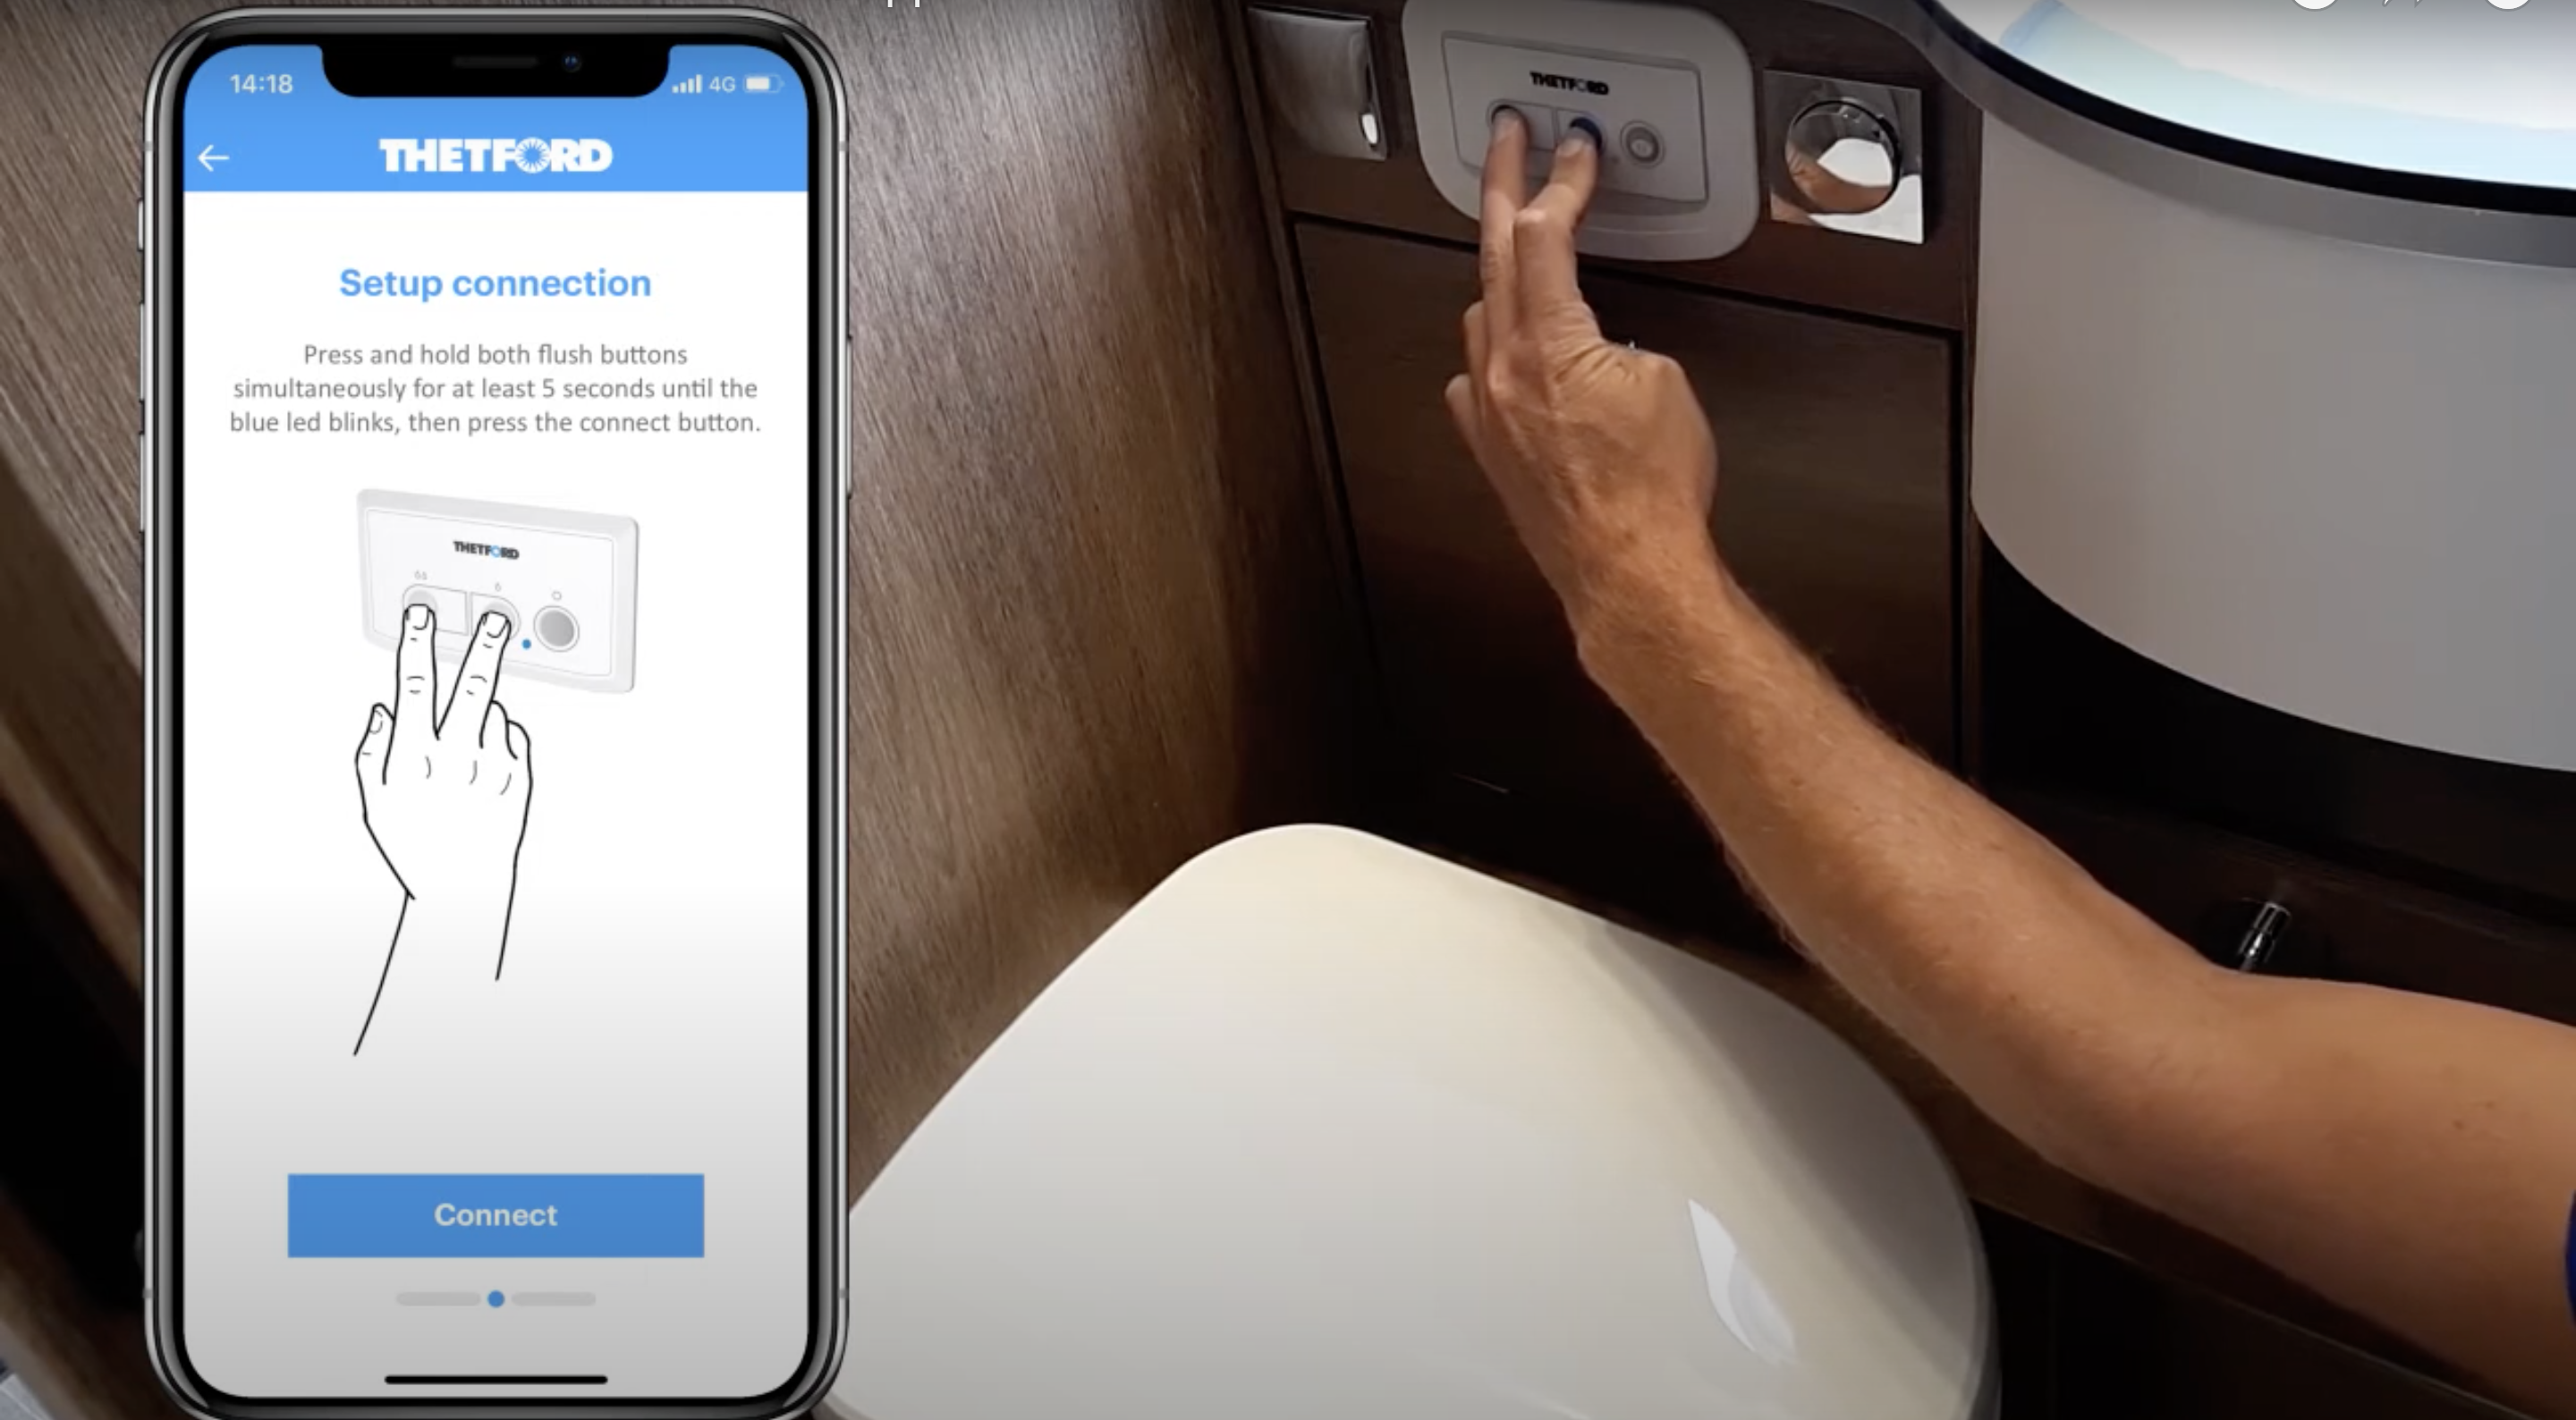 14:18
4G
THETFORD
Setup connection
Press and hold both flush buttons
simultaneously for at least 5 seconds until the
blue led blinks, then press the connect button.
THETFORD
Connect
THETFORD